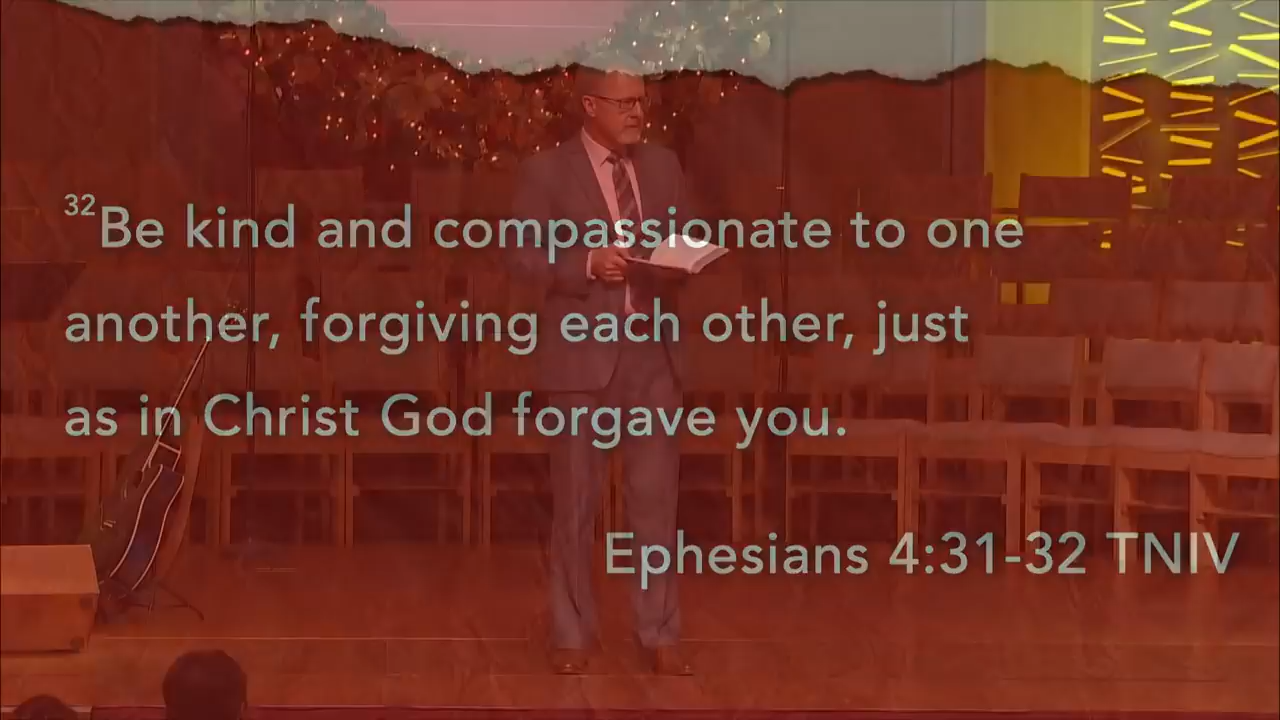 32Be kind and compassionate to one
another, forgiving each other, just
as in Christ God forgave you.
Ephesians 4:31-32 TNIV